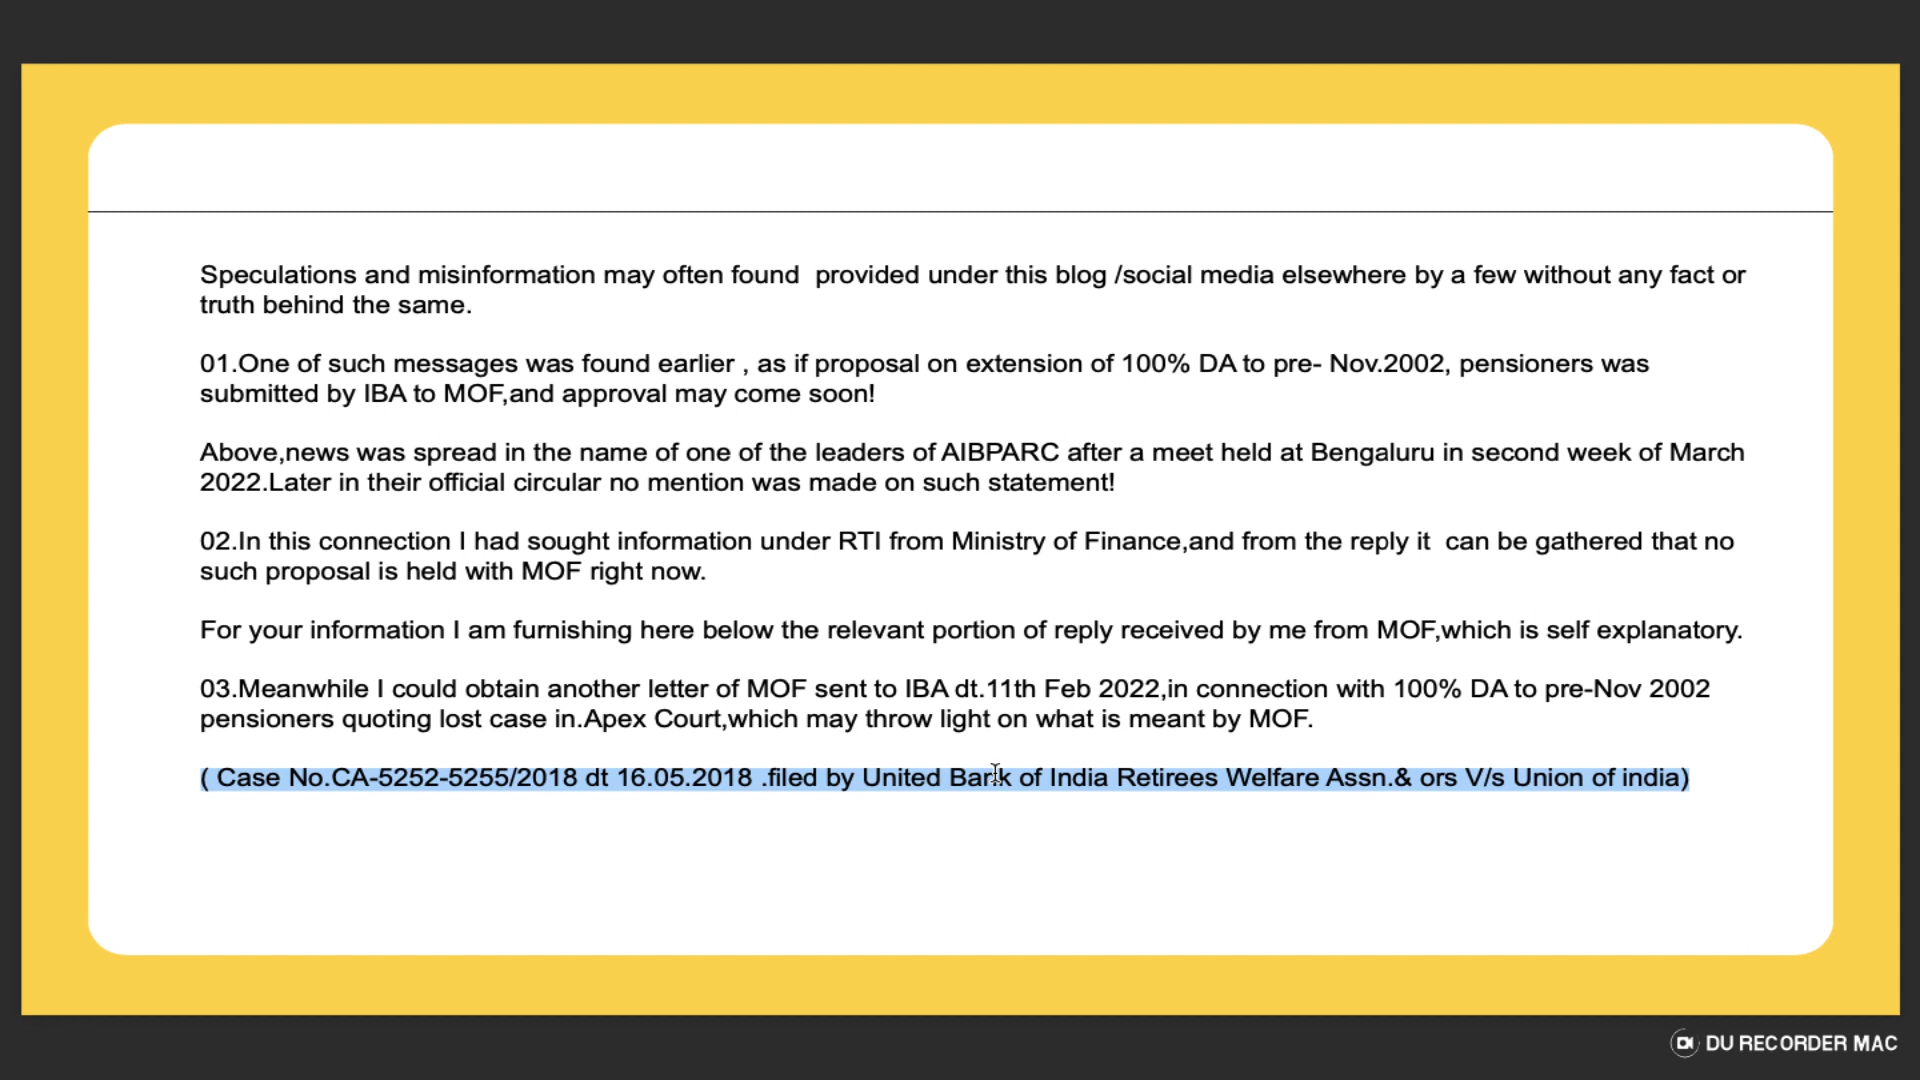 Speculations and misinformation may often found  provided under this blog /social media elsewhere by a few without any fact or
truth behind the same.
01.One of such messages was found earlier , as if proposal on extension of 100% DA to pre- Nov.2002, pensioners was
submitted by IBA to MOF,and approval may come soon!
Above,news was spread in the name of one of the leaders of AIBPARC after a meet held at Bengaluru in second week of March
2022.Later in their official circular no mention was made on such statement!
02.In this connection I had sought information under RTI from Ministry of Finance,and from the reply it  can be gathered that no
such proposal is held with MOF right now.
For your information I am furnishing here below the relevant portion of reply received by me from MOF,which is self explanatory.
03.Meanwhile I could obtain another letter of MOF sent to IBA dt.11th Feb 2022,in connection with 100% DA to pre-Nov 2002
pensioners quoting lost case in.Apex Court,which may throw light on what is meant by MOF.
( Case No.CA-5252-5255/2018 dt 16.05.2018 .filed by United Bank of India Retirees Welfare Assn.& ors V/s Union of india)
DU RECORDER MAC